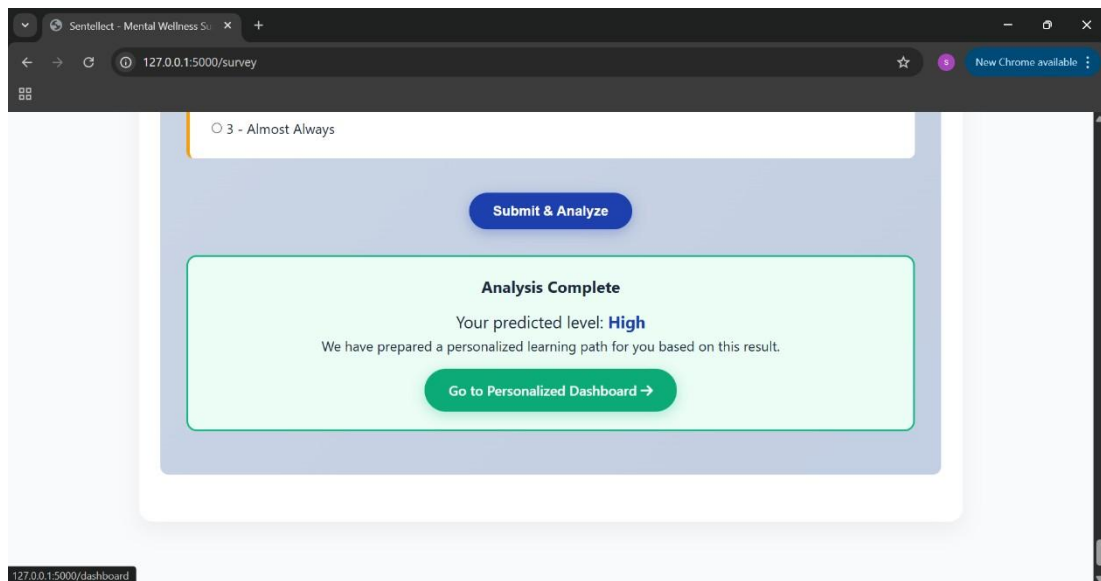 Sentellect - Mental Wellness Su
127.0.0.1:5000/survey
S
New Chrome available
3 - Almost Always
Submit & Analyze
Analysis Complete
Your predicted level: High
We have prepared a personalized learning path for you based on this result.
Go to Personalized Dashboard →
127.0.0.1:5000/dashboard